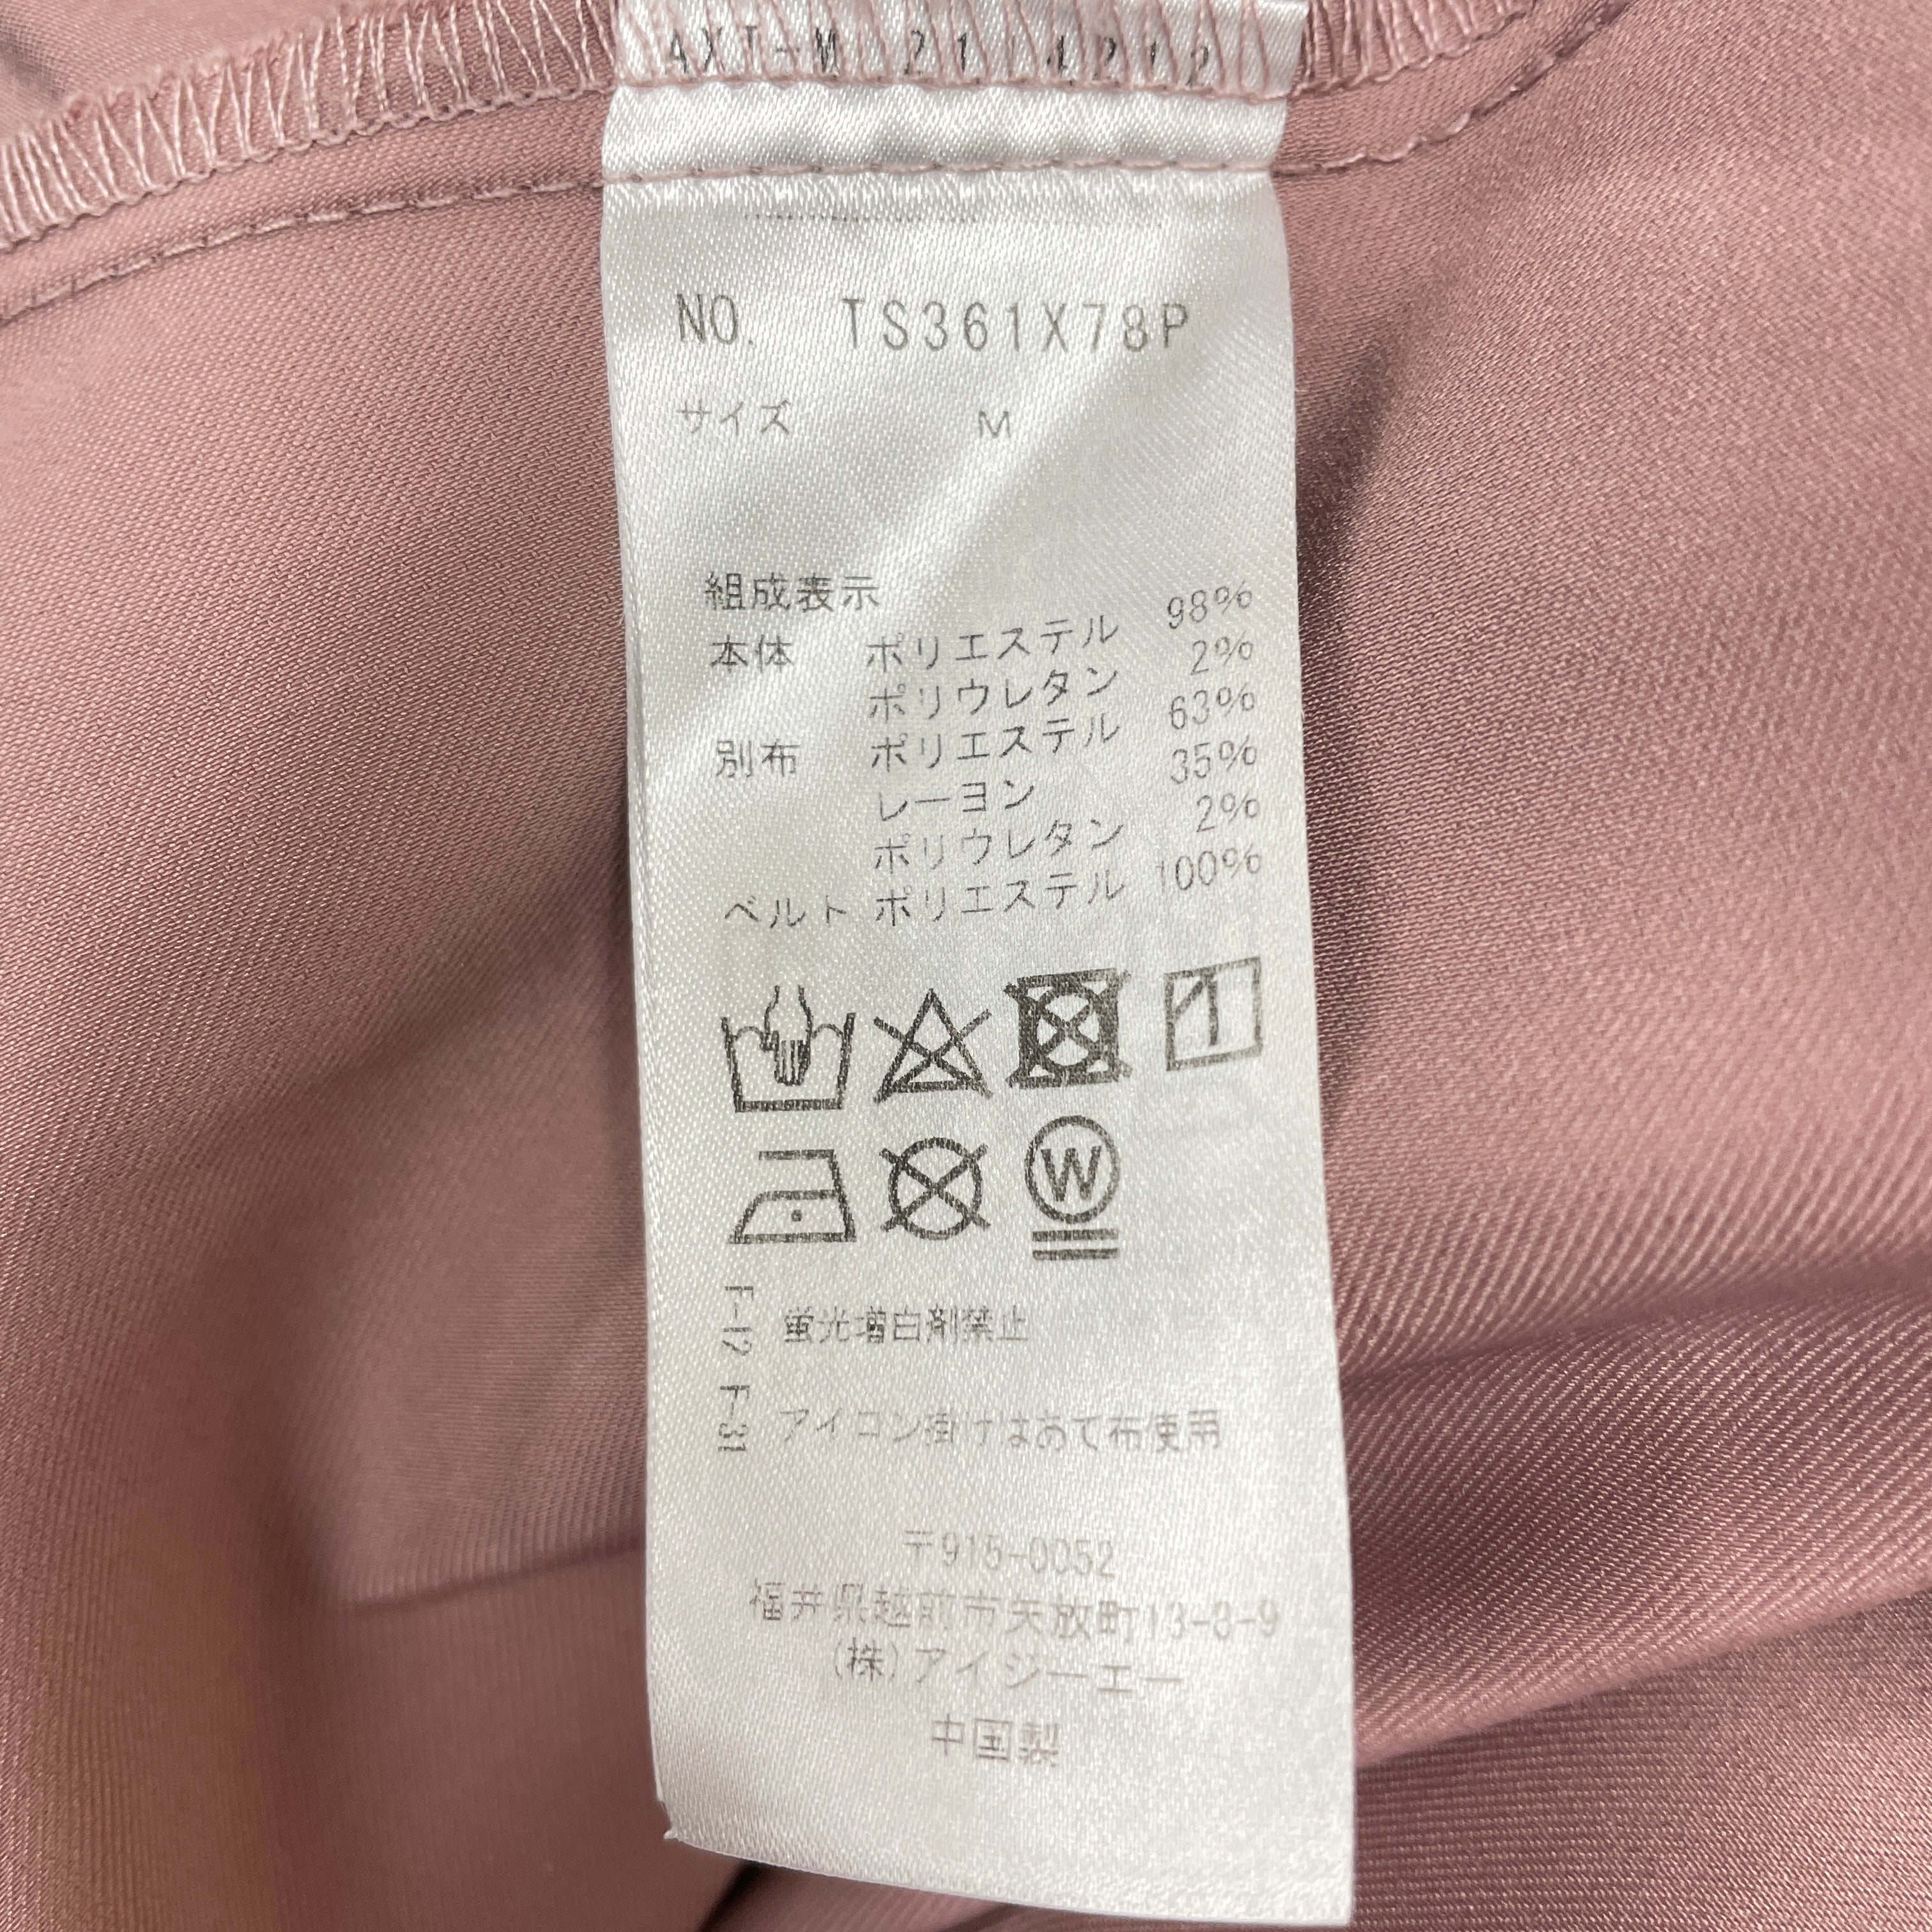 NO. TS361X78P
サイズ M
組成表示
本体 ポリエステル 98%
ポリウレタン 2%
別布 ポリエステル 63%
レーヨン 35%
ポリウレタン 2%
ベルト ポリエステル 100%
W
F-12 蛍光増白剤禁止
F-31 アイロン掛けはあて布使用
〒915-0052
福井県越前市矢放町13-8-9
(株)アイジーエー
中国製